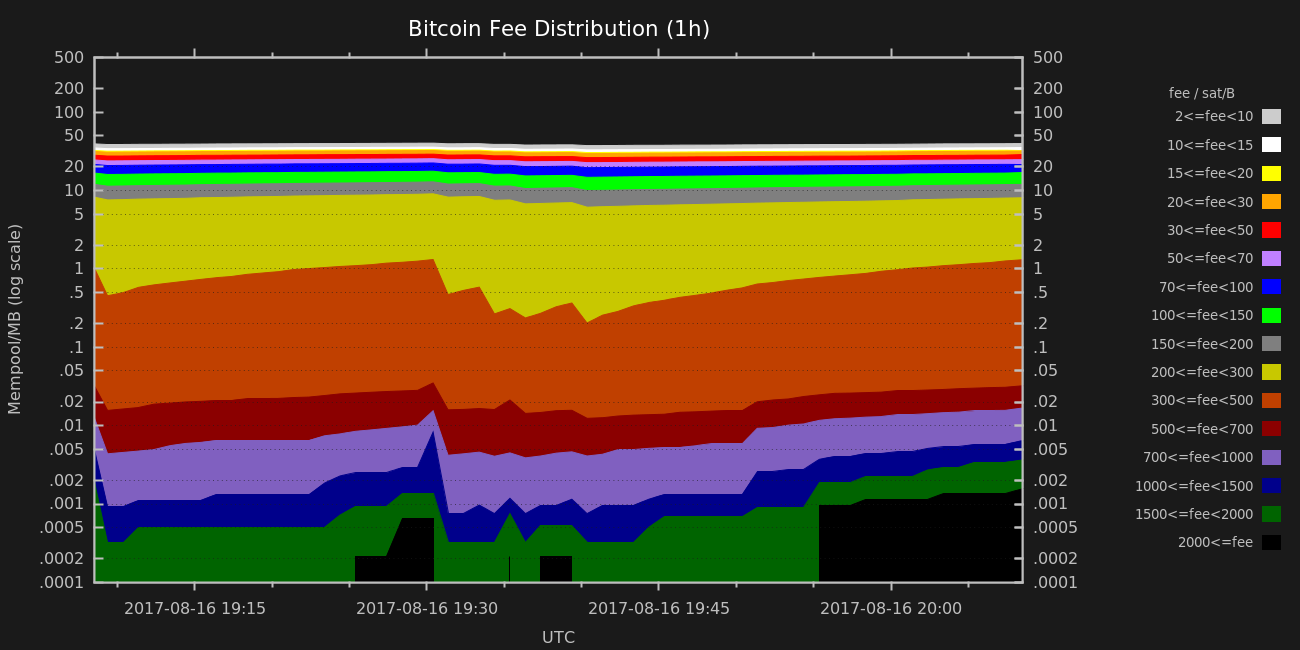 Bitcoin Fee Distribution (1h)
500
200
100
50
20
10
5
2
1
.5
.2
.1
.05
.02
.01
.005
.002
.001
.0005
.0002
.0001
Mempool/MB (log scale)
500
200
100
50
20
10
5
2
1
.5
.2
.1
.05
.02
.01
.005
.002
.001
.0005
.0002
.0001
2017-08-16 19:15
2017-08-16 19:30
2017-08-16 19:45
2017-08-16 20:00
UTC
fee / sat/B
2<=fee<10
10<=fee<15
15<=fee<20
20<=fee<30
30<=fee<50
50<=fee<70
70<=fee<100
100<=fee<150
150<=fee<200
200<=fee<300
300<=fee<500
500<=fee<700
700<=fee<1000
1000<=fee<1500
1500<=fee<2000
2000<=fee